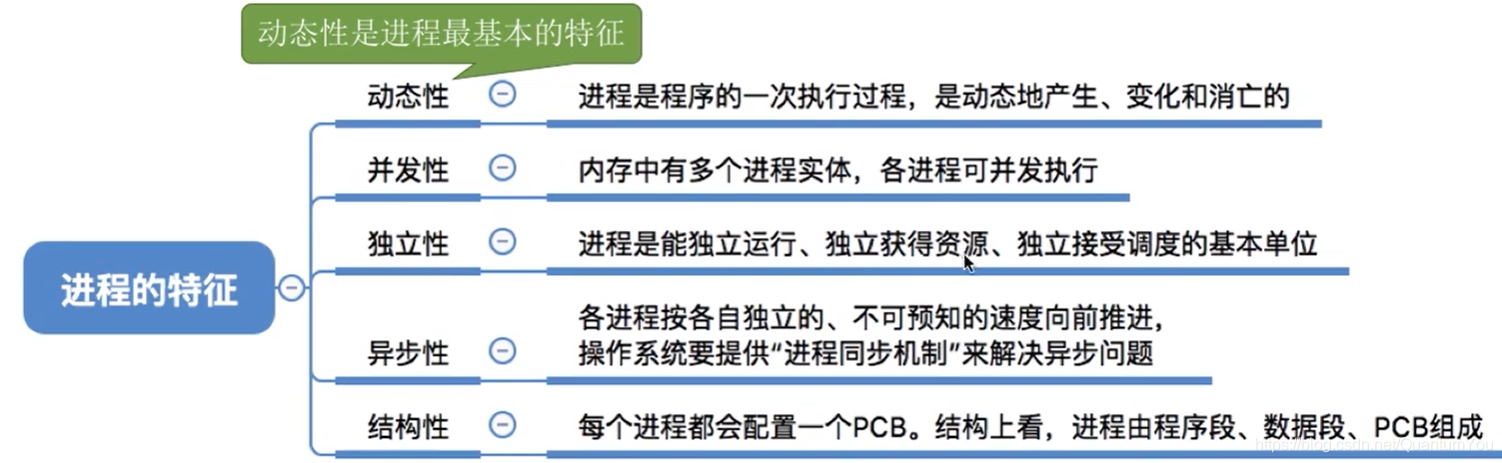 动态性是进程最基本的特征
动态性
进程是程序的一次执行过程，是动态地产生、变化和消亡的
并发性
内存中有多个进程实体，各进程可并发执行
独立性
进程是能独立运行、独立获得资源、独立接受调度的基本单位
进程的特征
异步性
各进程按各自独立的、不可预知的速度向前推进，
操作系统要提供“进程同步机制”来解决异步问题
结构性
每个进程都会配置一个PCB。结构上看，进程由程序段、数据段、PCB组成
https://blog.csdn.net/QuantumYou